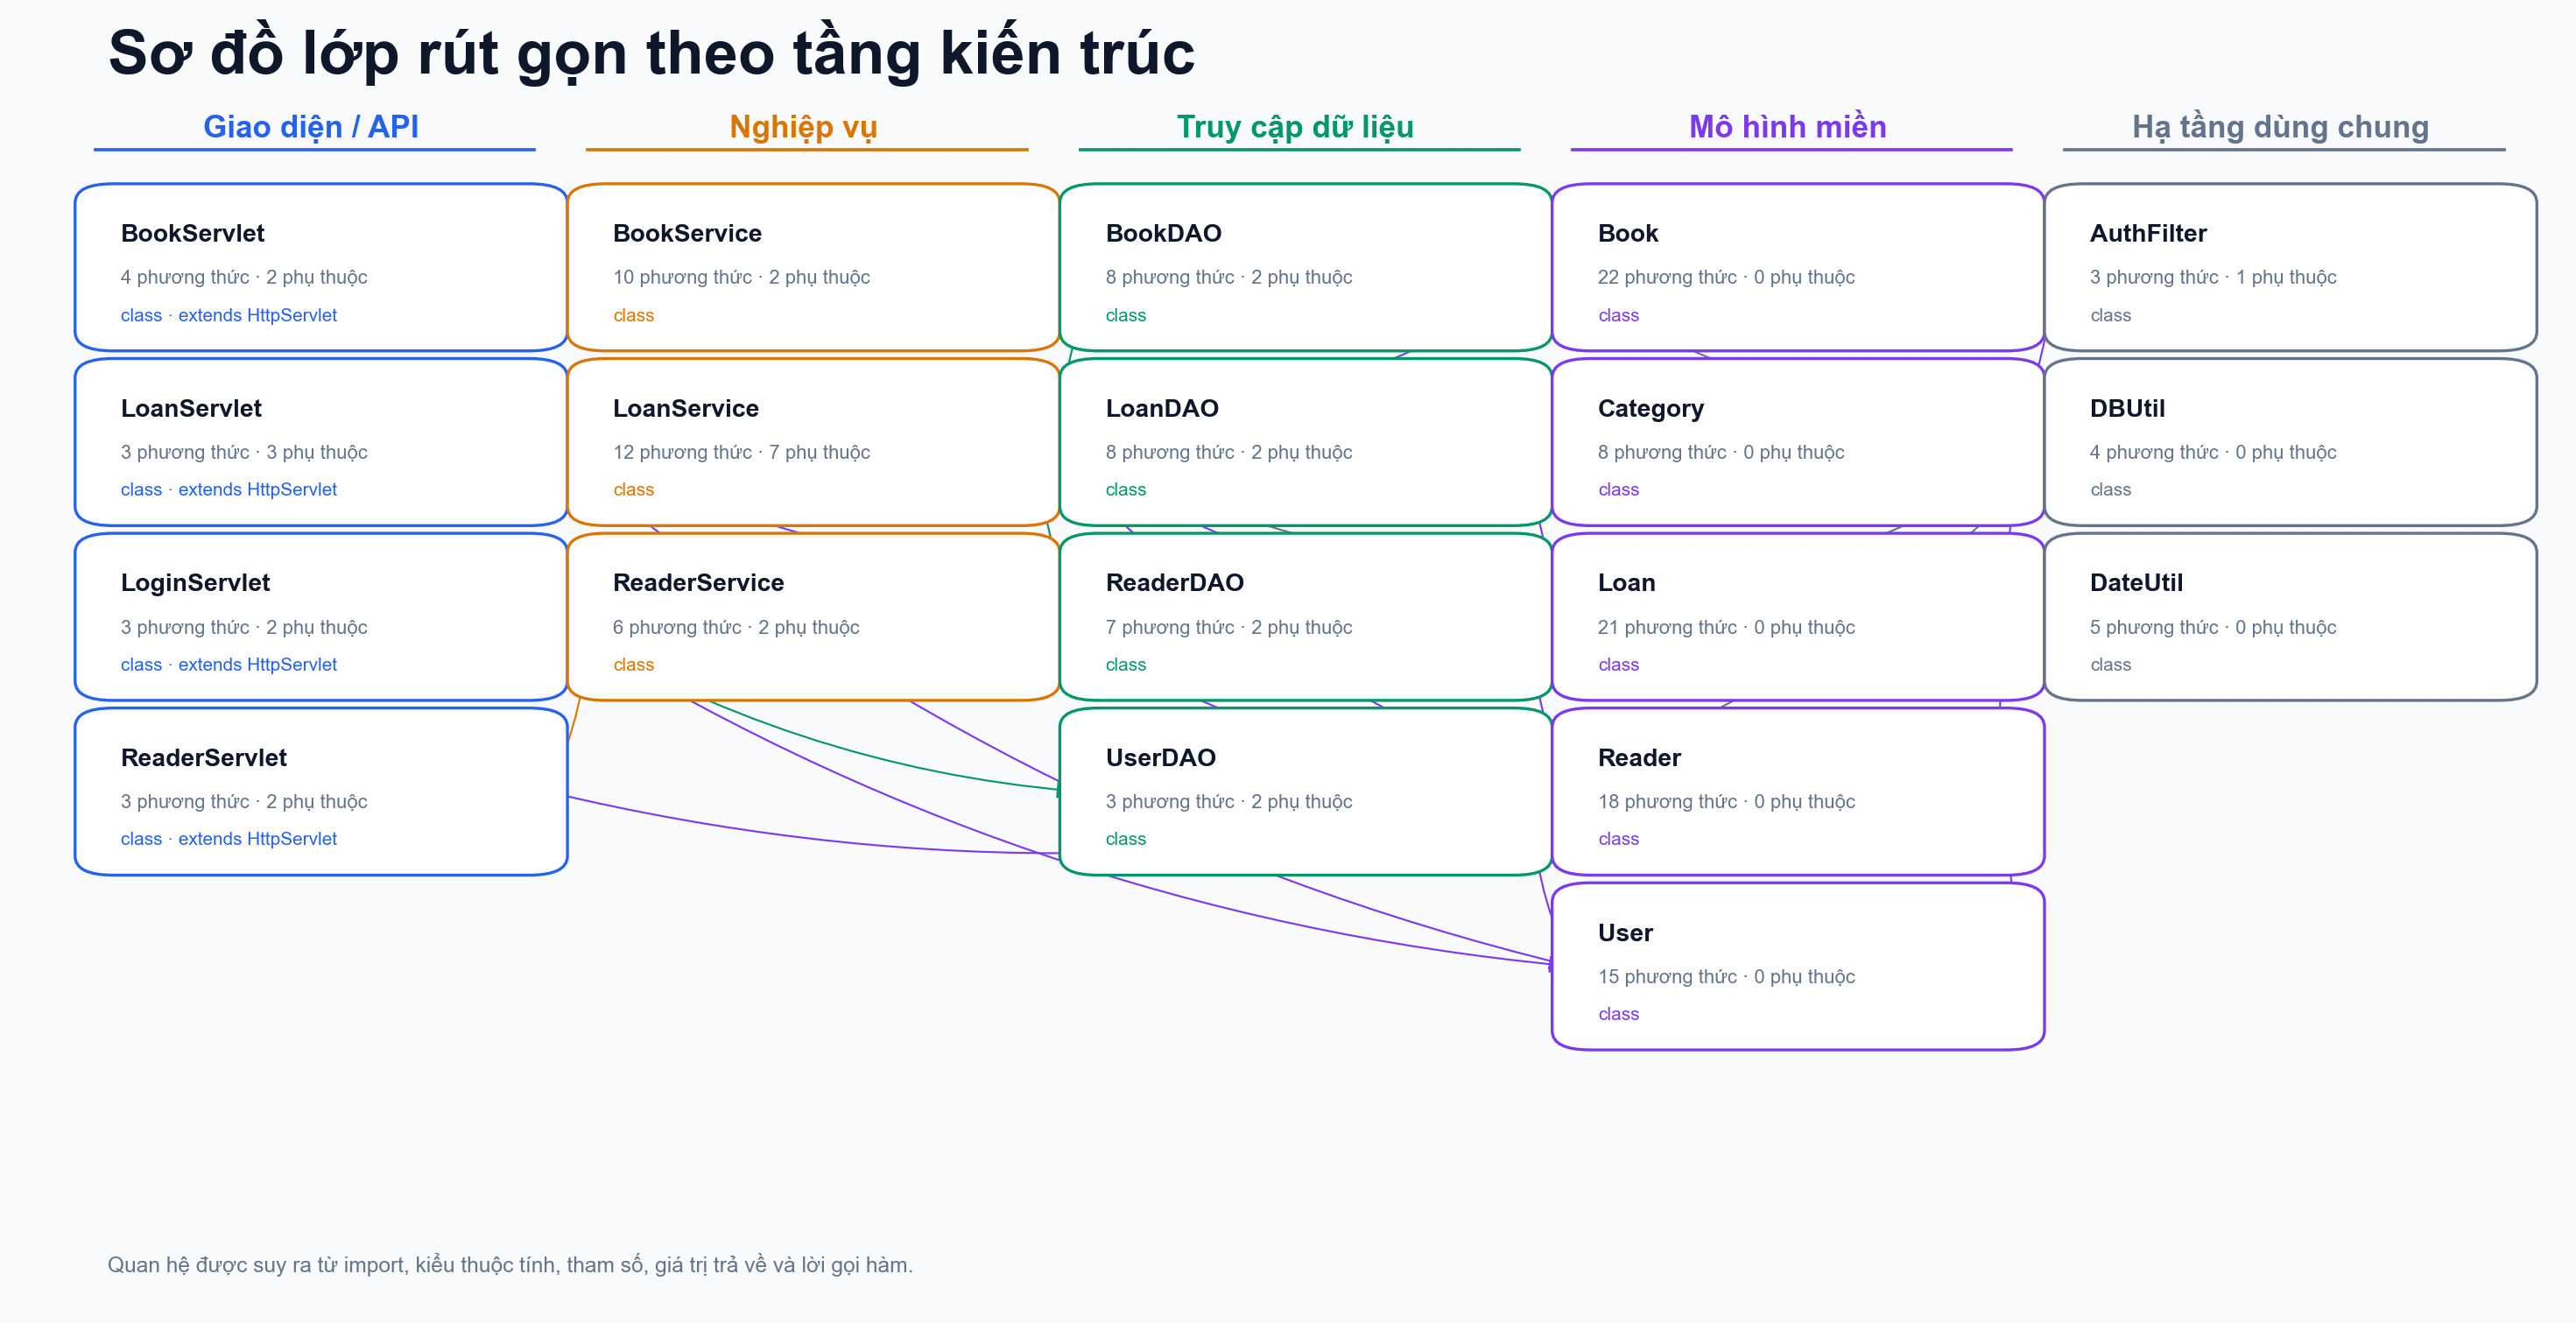 Sơ đồ lớp rút gọn theo tầng kiến trúc
Giao diện / API
Nghiệp vụ
Truy cập dữ liệu
Mô hình miền
Hạ tầng dùng chung
BookServlet
4 phương thức · 2 phụ thuộc
class · extends HttpServlet
BookService
10 phương thức · 2 phụ thuộc
class
BookDAO
8 phương thức · 2 phụ thuộc
class
Book
22 phương thức · 0 phụ thuộc
class
AuthFilter
3 phương thức · 1 phụ thuộc
class
LoanServlet
3 phương thức · 3 phụ thuộc
class · extends HttpServlet
LoanService
12 phương thức · 7 phụ thuộc
class
LoanDAO
8 phương thức · 2 phụ thuộc
class
Category
8 phương thức · 0 phụ thuộc
class
DBUtil
4 phương thức · 0 phụ thuộc
class
LoginServlet
3 phương thức · 2 phụ thuộc
class · extends HttpServlet
ReaderService
6 phương thức · 2 phụ thuộc
class
ReaderDAO
7 phương thức · 2 phụ thuộc
class
Loan
21 phương thức · 0 phụ thuộc
class
DateUtil
5 phương thức · 0 phụ thuộc
class
ReaderServlet
3 phương thức · 2 phụ thuộc
class · extends HttpServlet
UserDAO
3 phương thức · 2 phụ thuộc
class
Reader
18 phương thức · 0 phụ thuộc
class
User
15 phương thức · 0 phụ thuộc
class
Quan hệ được suy ra từ import, kiểu thuộc tính, tham số, giá trị trả về và lời gọi hàm.